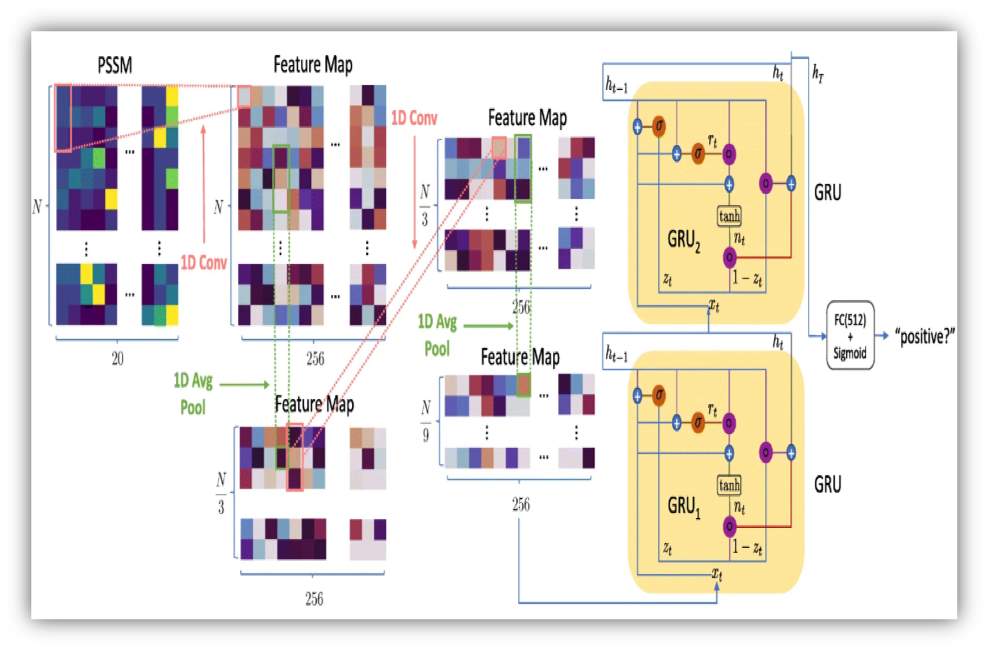 PSSM
N
...
⋮
⋮
...
20
1D Conv
Feature Map
N
...
⋮
⋮
...
256
1D Avg
Pool
Feature Map
N/3
256
1D Conv
Feature Map
N/3
...
⋮
⋮
...
256
1D Avg
Pool
Feature Map
N/9
...
⋮
⋮
...
256
h_t
h_T
h_{t-1}
σ
σ
r_t
o
o
GRU
tanh
GRU₂
n_t
o
z_t
1 − z_t
x_t
h_t
h_{t-1}
σ
σ
r_t
o
o
GRU
tanh
GRU₁
n_t
o
z_t
1 − z_t
x_t
FC(512)
+
Sigmoid
"positive?"